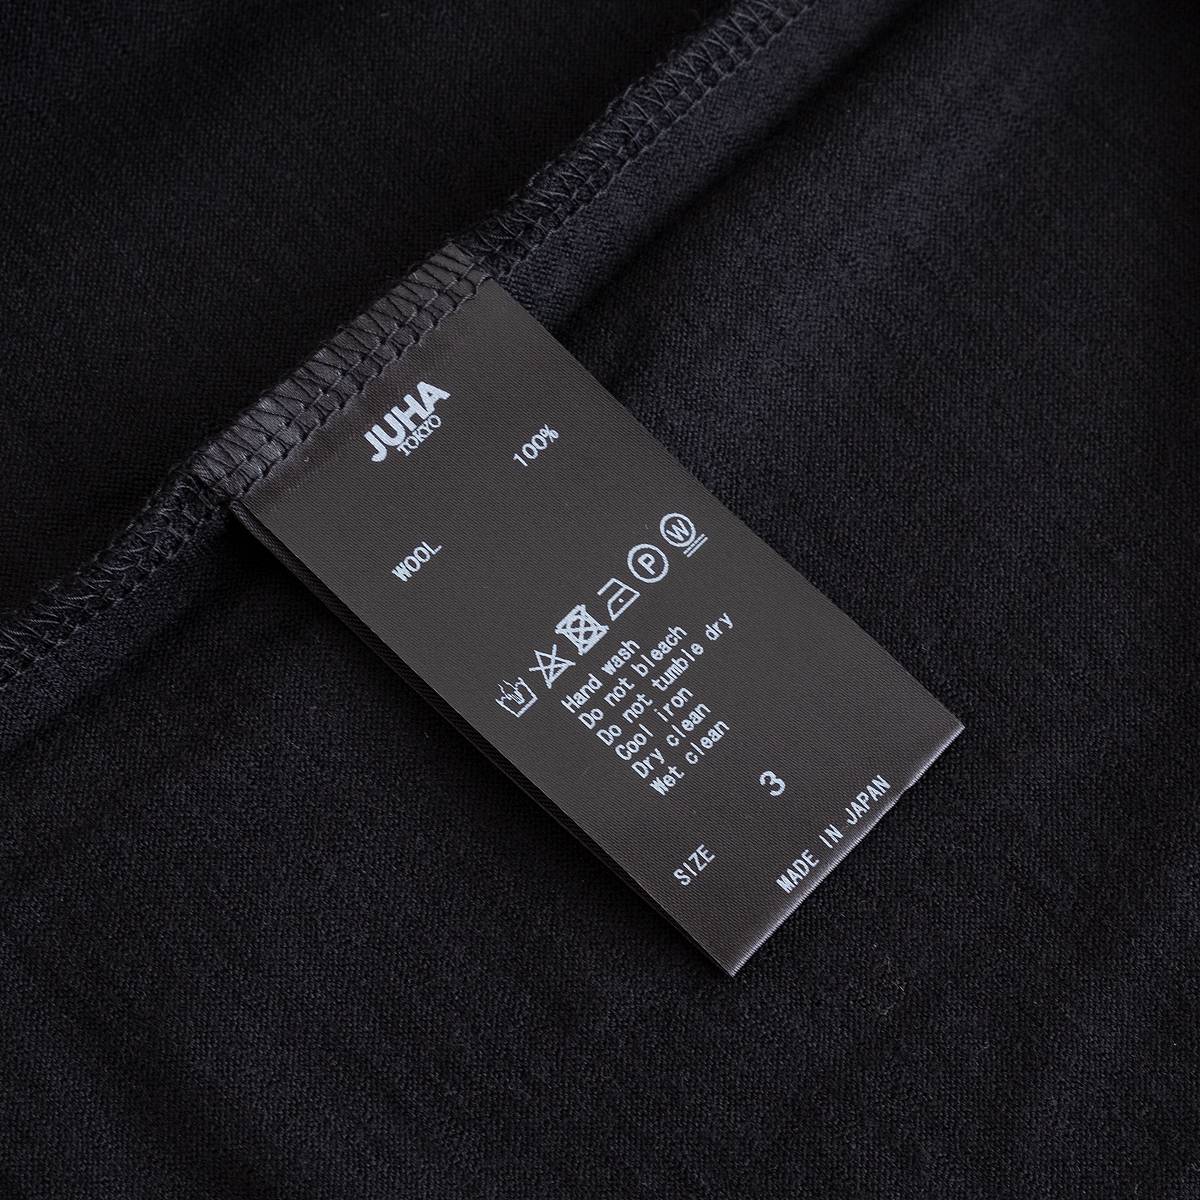 JUHA
TOKYO
WOOL 100%
P W
Hand wash
Do not bleach
Do not tumble dry
Cool iron
Dry clean
Wet clean
SIZE 3
MADE IN JAPAN